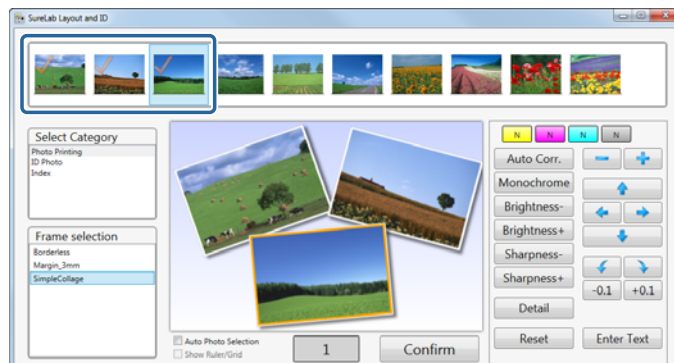 SureLab Layout and ID
Select Category
Photo Printing
ID Photo
Index
Frame selection
Borderless
Margin_3mm
SimpleCollage
Auto Photo Selection
Show Ruler/Grid
1
Confirm
N N N N
Auto Corr.
Monochrome
Brightness-
Brightness+
Sharpness-
Sharpness+
-0.1 +0.1
Detail
Reset Enter Text